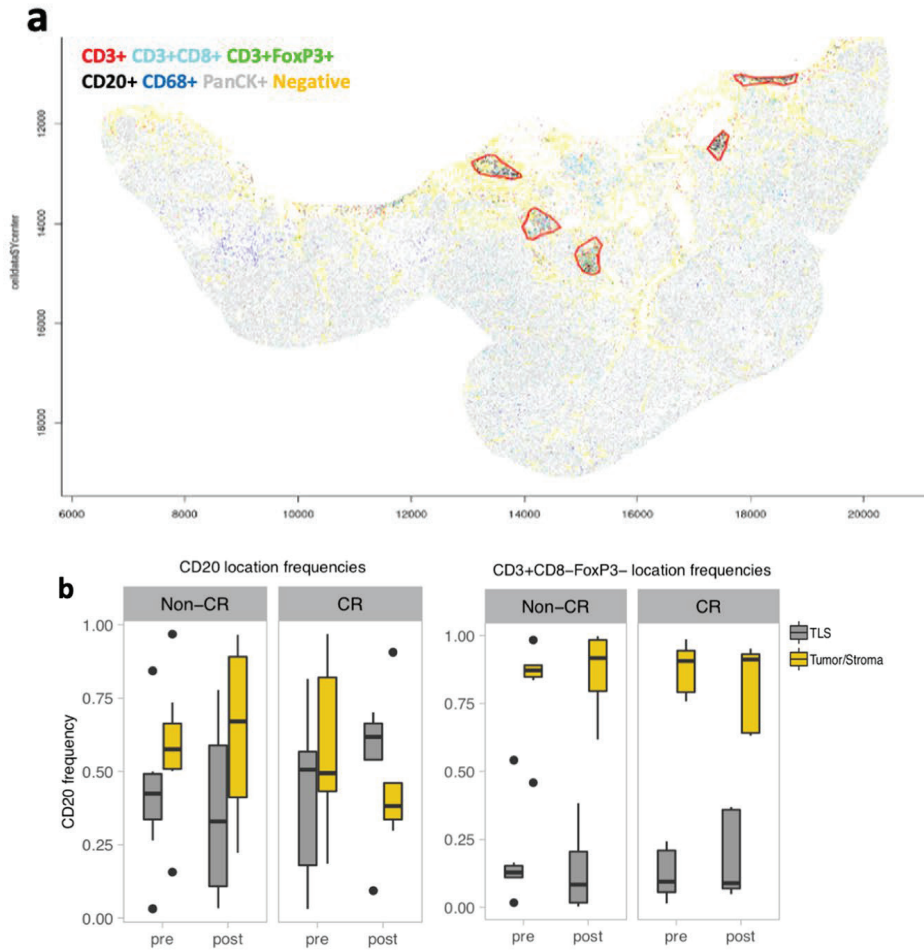 a
CD3+ CD3+CD8+ CD3+FoxP3+
CD20+ CD68+ PanCK+ Negative
celldata$Ycenter
12000
14000
16000
18000
6000 8000 10000 12000 14000 16000 18000 20000
b
CD20 location frequencies
Non−CR CR
CD20 frequency
1.00
0.75
0.50
0.25
0.00
pre post pre post
CD3+CD8−FoxP3− location frequencies
Non−CR CR
1.00
0.75
0.50
0.25
0.00
pre post pre post
TLS
Tumor/Stroma